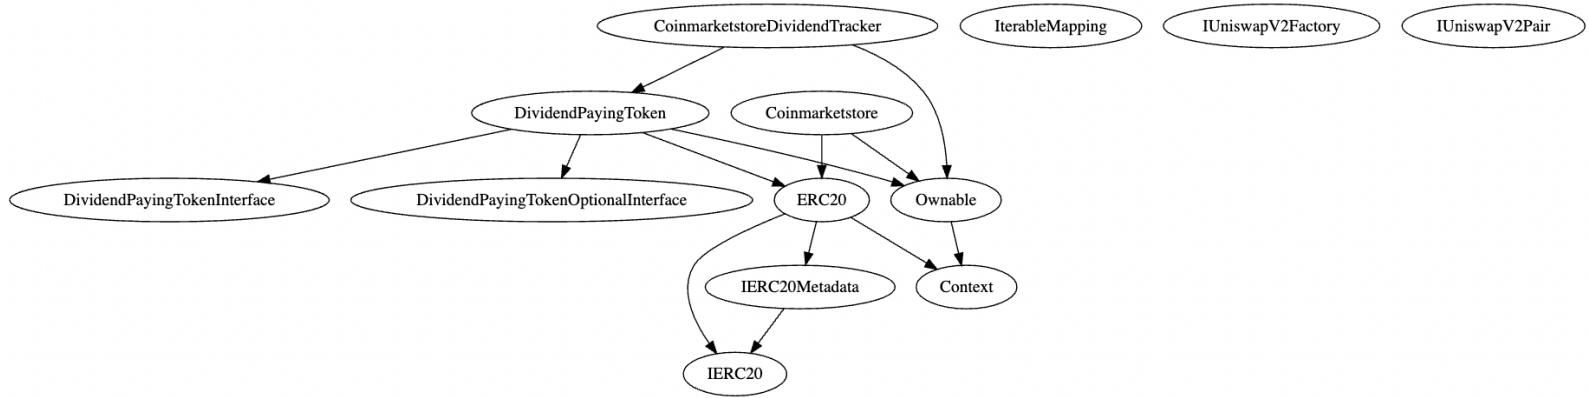 CoinmarketstoreDividendTracker
IterableMapping
IUniswapV2Factory
IUniswapV2Pair
DividendPayingToken
Coinmarketstore
DividendPayingTokenInterface
DividendPayingTokenOptionalInterface
ERC20
Ownable
IERC20Metadata
Context
IERC20